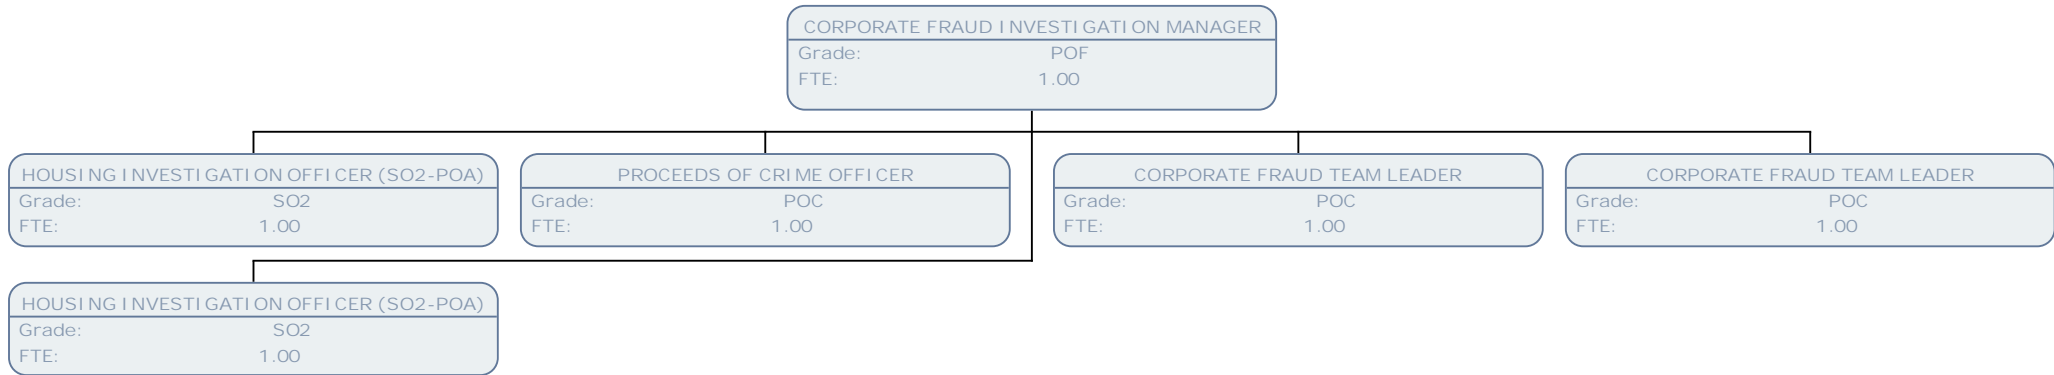 CORPORATE FRAUD INVESTIGATION MANAGER
Grade: POF
FTE: 1.00
HOUSING INVESTIGATION OFFICER (SO2-POA)
Grade: SO2
FTE: 1.00
PROCEEDS OF CRIME OFFICER
Grade: POC
FTE: 1.00
CORPORATE FRAUD TEAM LEADER
Grade: POC
FTE: 1.00
CORPORATE FRAUD TEAM LEADER
Grade: POC
FTE: 1.00
HOUSING INVESTIGATION OFFICER (SO2-POA)
Grade: SO2
FTE: 1.00